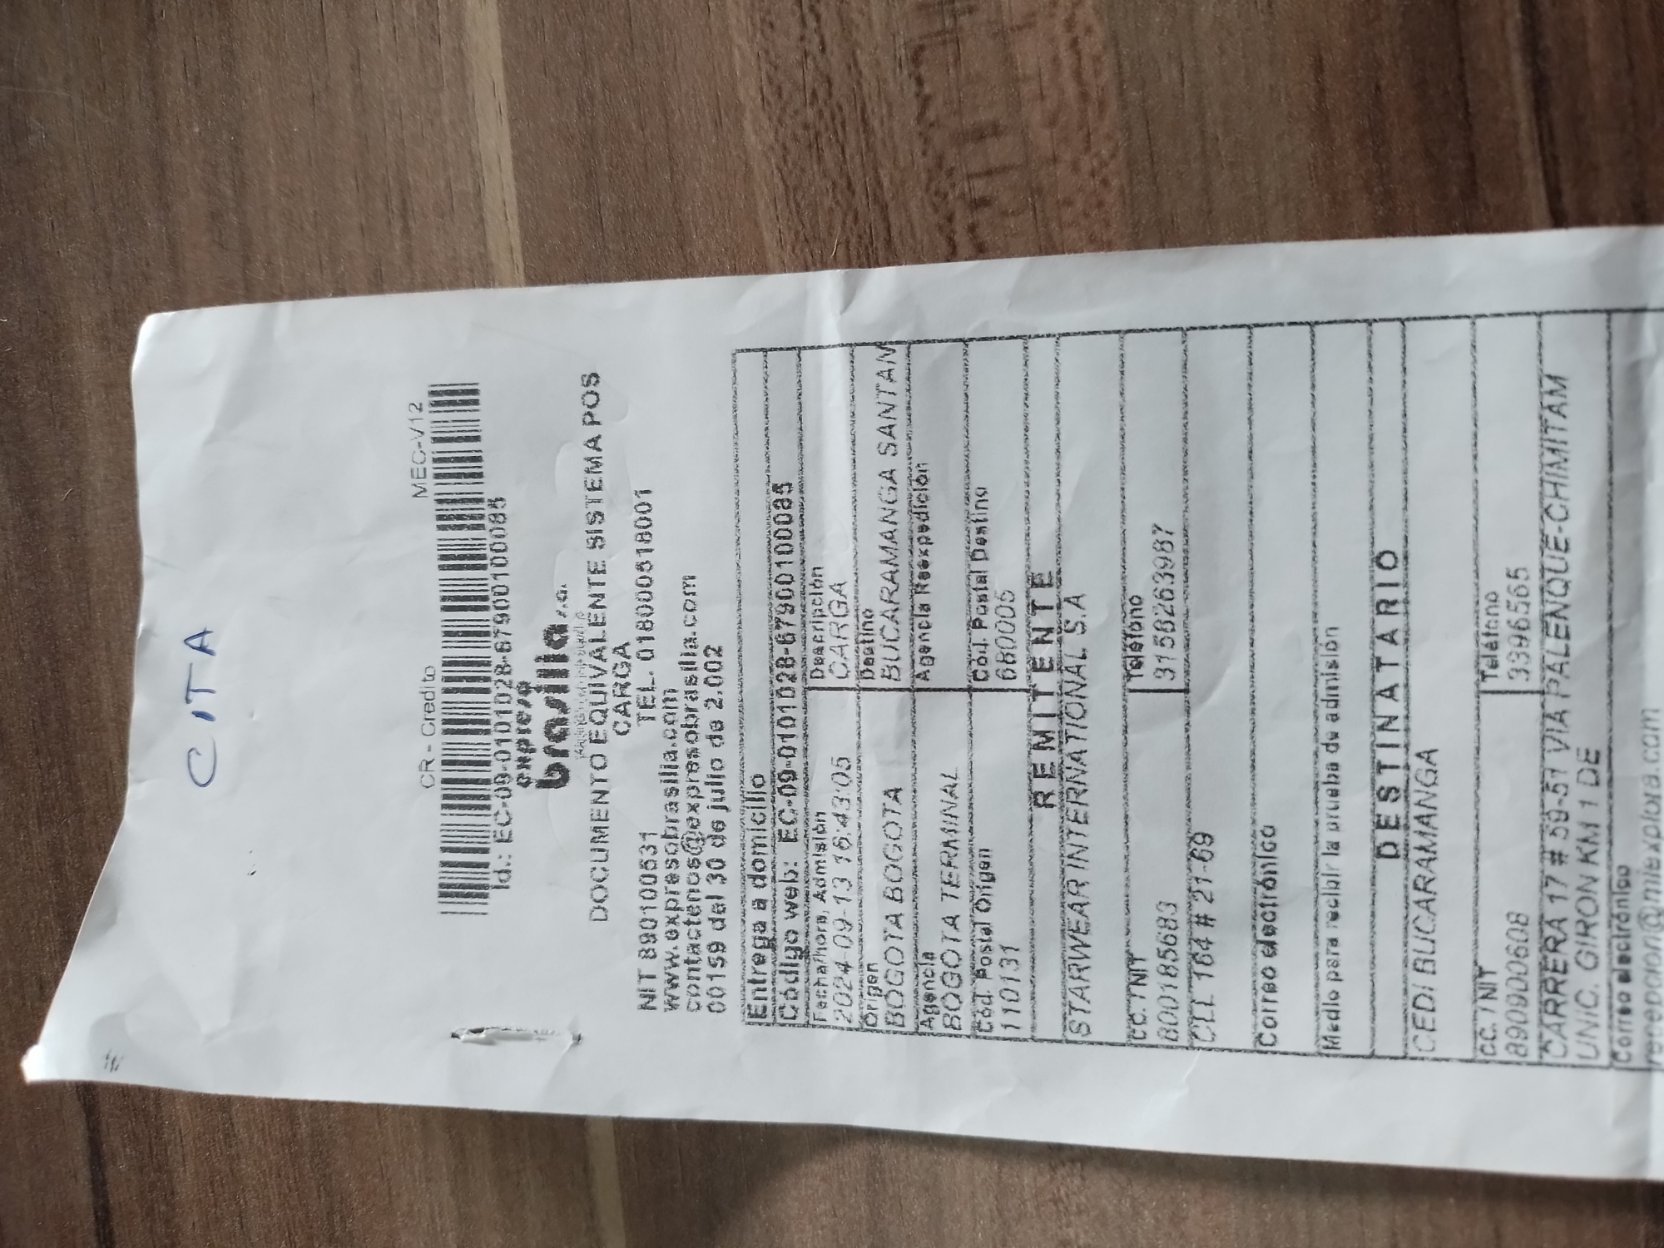 CITA
CR - Credito MEC-V12
Id.: EC-09-010102B-67900100085
expreso
brasilia s.a.
DOCUMENTO EQUIVALENTE SISTEMA POS
CARGA
NIT 890100531 TEL. 018000518001
www.expresobrasilia.com
contactenos@expresobrasilia.com
00159 del 30 de julio de 2.002
Entrega a domicilio
Código web: EC-09-010102B-6790100085
Fecha/hora, Admisión Descripción
2024-09-13 16:43:05 CARGA
Origen Destino
BOGOTA BOGOTA BUCARAMANGA SANTAN
Agencia Agencia Reexpedición
BOGOTA TERMINAL
Cód. Postal Origen Cód. Postal Destino
110131 680005
REMITENTE
STARWEAR INTERNATIONAL S.A
CC. / NIT Teléfono
800185683 3158263987
CLL 164 # 21-69
Correo electrónico
Medio para recibir la prueba de admisión
DESTINATARIO
CEDI BUCARAMANGA
CC. / NIT Teléfono
890900608 3396565
CARRERA 17 # 59-51 VIA PALENQUE-CHIMITAM
UNIC. GIRON KM 1 DE
Correo electrónico